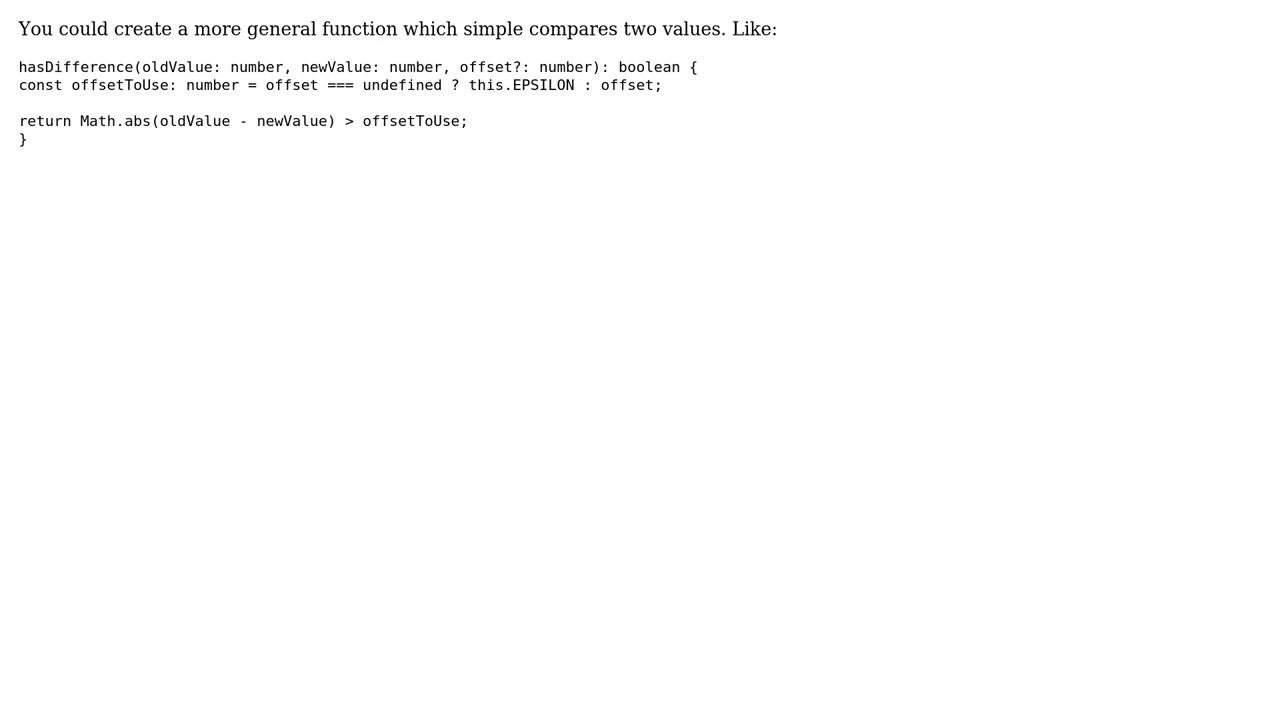 You could create a more general function which simple compares two values. Like:
hasDifference(oldValue: number, newValue: number, offset?: number): boolean {
const offsetToUse: number = offset === undefined ? this.EPSILON : offset;
return Math.abs(oldValue - newValue) > offsetToUse;
}